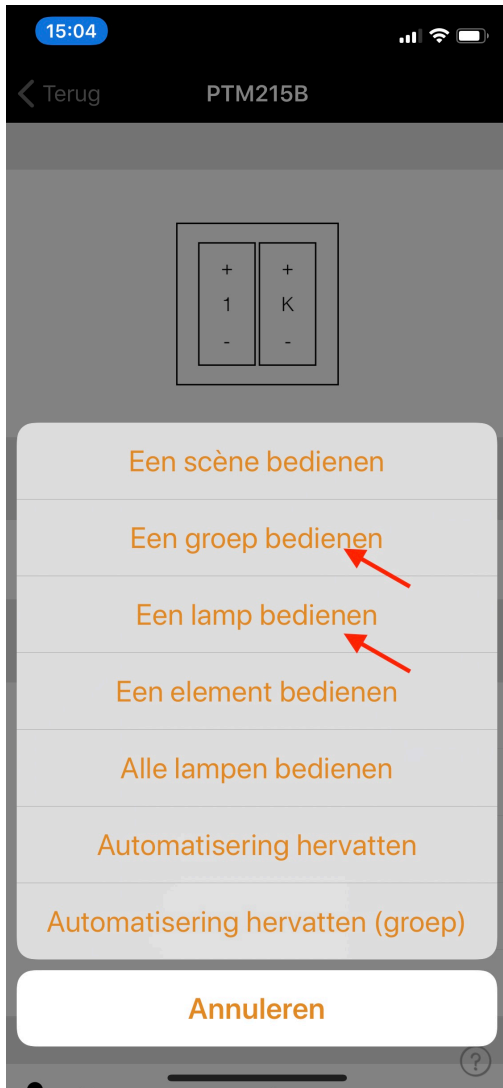 15:04
Terug PTM215B
+ +
1 K
- -
Een scène bedienen
Een groep bedienen
Een lamp bedienen
Een element bedienen
Alle lampen bedienen
Automatisering hervatten
Automatisering hervatten (groep)
Annuleren
?